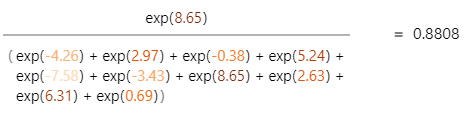 exp(8.65)
= 0.8808
(exp(-4.26) + exp(2.97) + exp(-0.38) + exp(5.24) +
exp(-7.58) + exp(-3.43) + exp(8.65) + exp(2.63) +
exp(6.31) + exp(0.69))